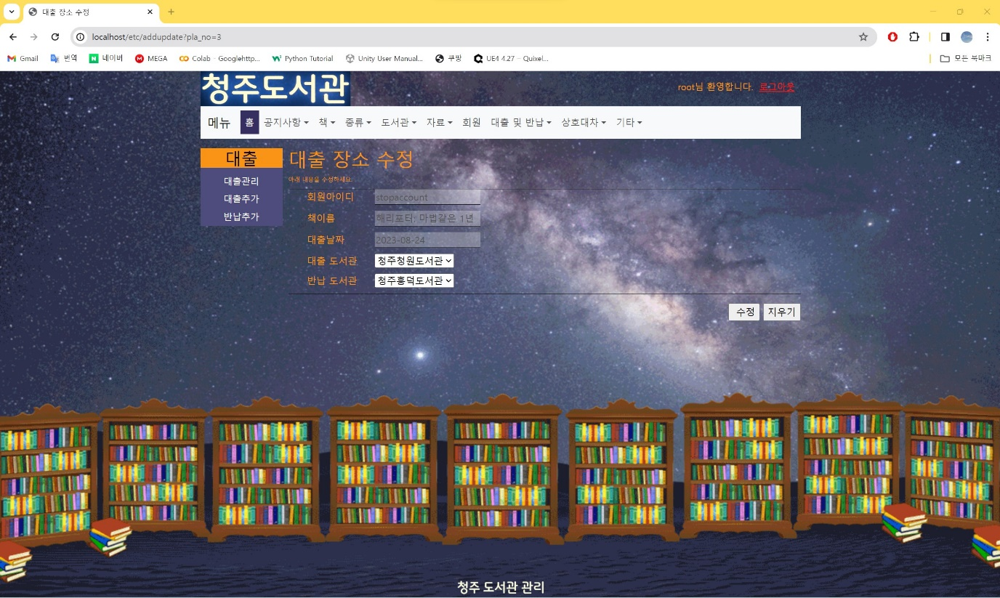 대출 장소 수정
localhost/etc/addupdate?pla_no=3
Gmail 번역 네이버 MEGA Colab - Googlehttp... Python Tutorial Unity User Manual... 쿠팡 UE4 4.27 – Quixel... 모든 북마크
청주도서관
root님 환영합니다. 로그아웃
메뉴 홈 공지사항 책 종류 도서관 자료 회원 대출 및 반납 상호대차 기타
대출
대출관리
대출추가
반납추가
대출 장소 수정
아래 내용을 수정하세요.
회원아이디 stopaccount
책이름 해리포터: 마법같은 1년
대출날짜 2023-08-24
대출 도서관 청주청원도서관
반납 도서관 청주흥덕도서관
수정 지우기
청주 도서관 관리